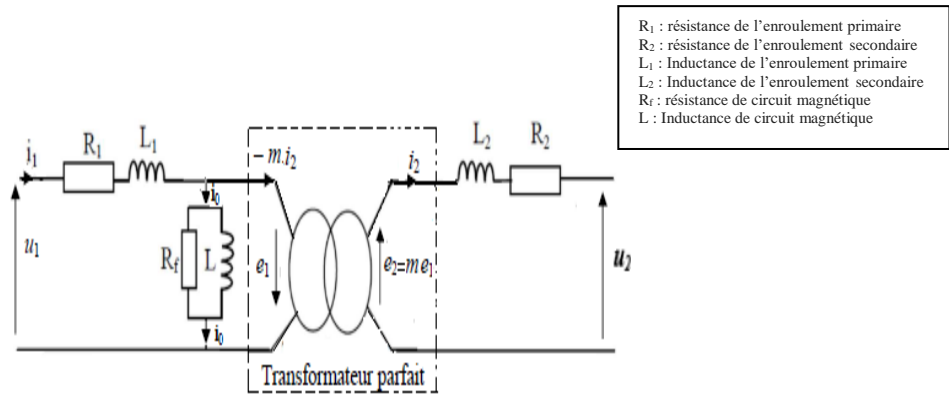 R₁ : résistance de l’enroulement primaire
R₂ : résistance de l’enroulement secondaire
L₁ : Inductance de l’enroulement primaire
L₂ : Inductance de l’enroulement secondaire
Rf : résistance de circuit magnétique
L : Inductance de circuit magnétique
i₁ R₁ L₁ – m.i₂ i₂ L₂ R₂
i₀
u₁ Rf L e₁ e₂=me₁ u₂
i₀
Transformateur parfait